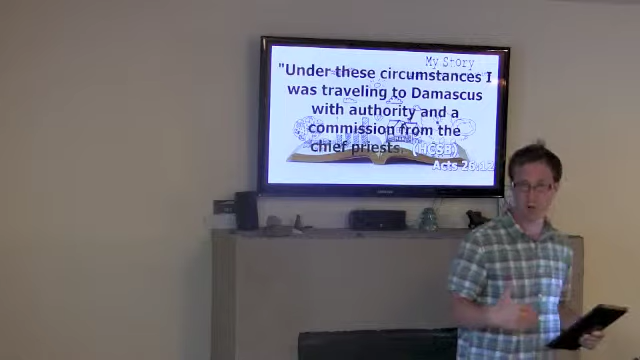 My Story
"Under these circumstances I
was traveling to Damascus
with authority and a
commission from the
chief priests. (HCSB)
Acts 26:12